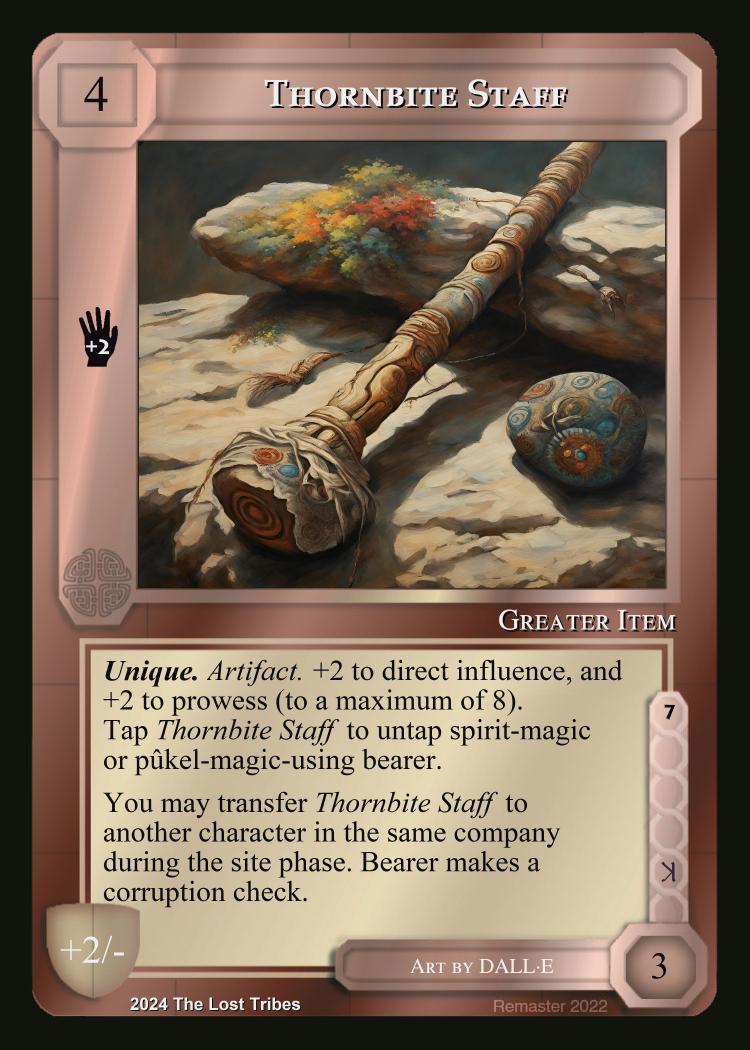 4
Thornbite Staff
+2
Greater Item
Unique. Artifact. +2 to direct influence, and
+2 to prowess (to a maximum of 8).
Tap Thornbite Staff to untap spirit-magic
or pûkel-magic-using bearer.
You may transfer Thornbite Staff to
another character in the same company
during the site phase. Bearer makes a
corruption check.
7
+2/-
Art by DALL·E
3
2024 The Lost Tribes
Remaster 2022